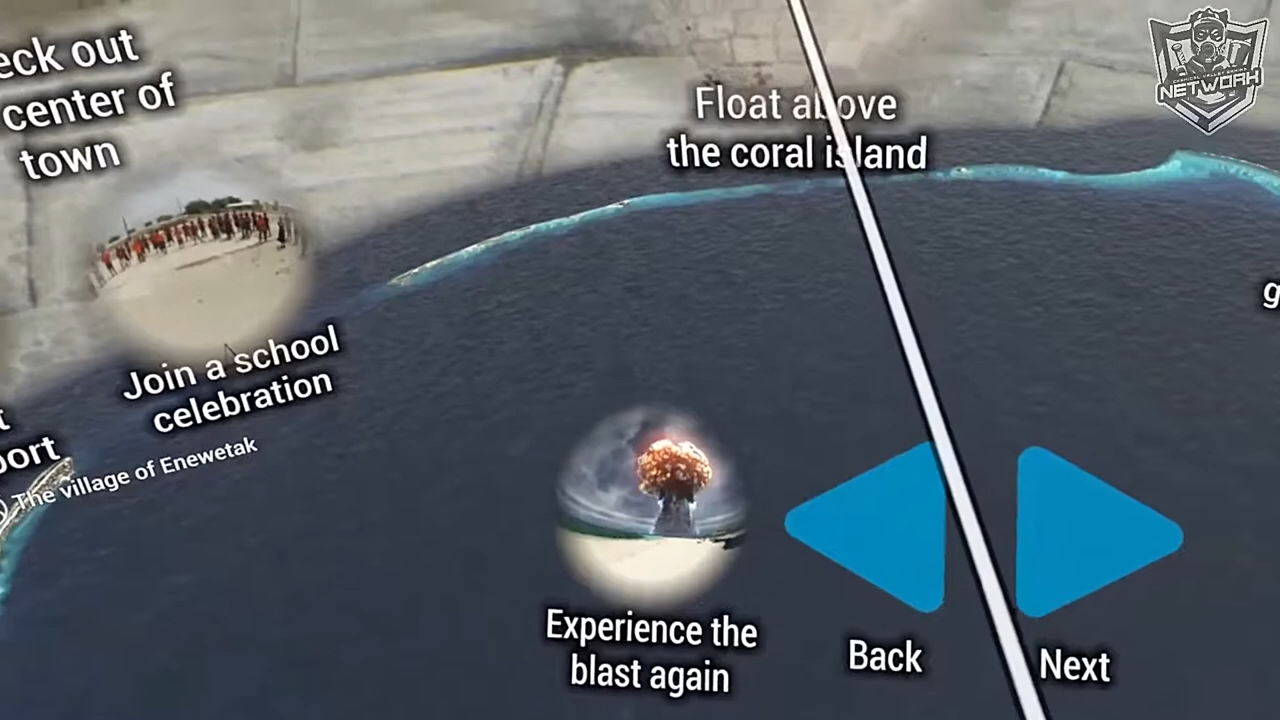 eck out
center of
town
Float above
the coral island
Join a school
celebration
port
The village of Enewetak
Experience the
blast again
Back
Next
NETWORK